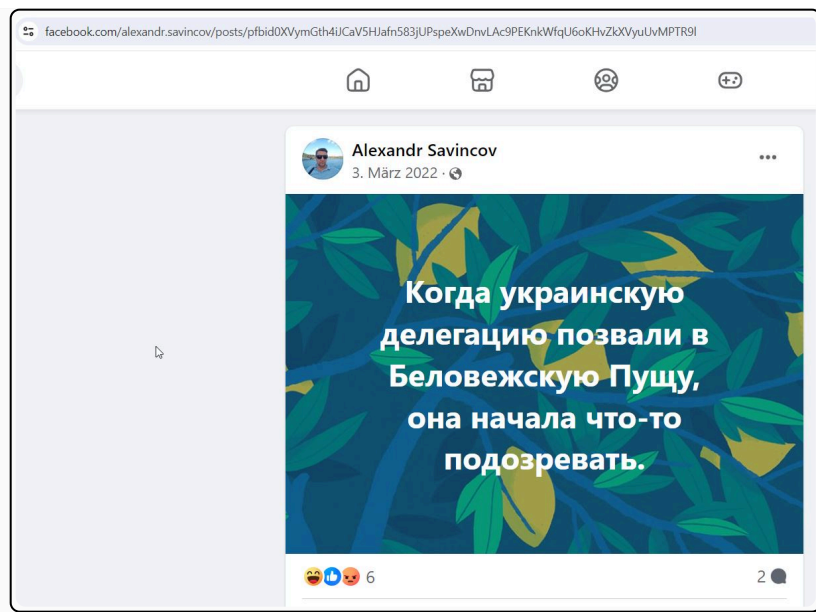 facebook.com/alexandr.savincov/posts/pfbid0XVymGth4iJCaV5HJafn583jUPspeXwDnvLAc9PEKnkWfqU6oKHvZkXVyuUvMPTR9l
Alexandr Savincov
3. März 2022 ·
Когда украинскую
делегацию позвали в
Беловежскую Пущу,
она начала что-то
подозревать.
6
2